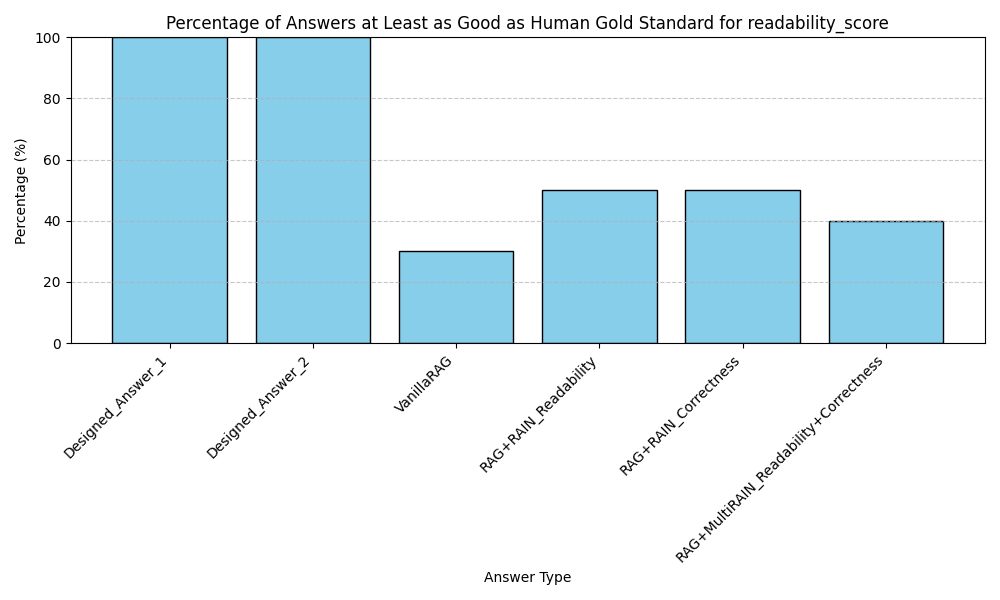 Percentage of Answers at Least as Good as Human Gold Standard for readability_score
Percentage (%)
100
80
60
40
20
0
Designed_Answer_1
Designed_Answer_2
VanillaRAG
RAG+RAIN_Readability
RAG+RAIN_Correctness
RAG+MultiRAIN_Readability+Correctness
Answer Type